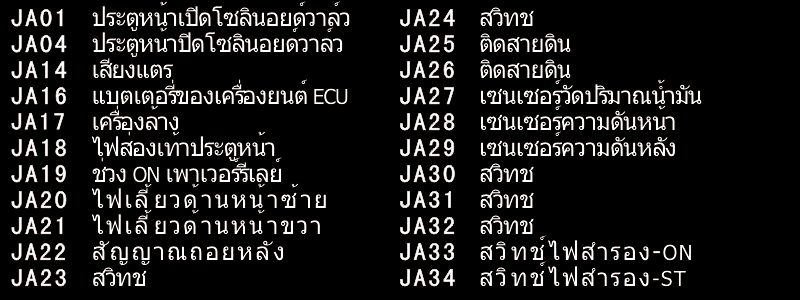 JA01 ประตูหน้าเปิดโซลินอยด์วาล์ว
JA04 ประตูหน้าปิดโซลินอยด์วาล์ว
JA14 เสียงแตร
JA16 แบตเตอรี่ของเครื่องยนต์ ECU
JA17 เครื่องล้าง
JA18 ไฟส่องเท้าประตูหน้า
JA19 ช่วง ON เพาเวอร์รีเลย์
JA20 ไฟเลี้ยวด้านหน้าซ้าย
JA21 ไฟเลี้ยวด้านหน้าขวา
JA22 สัญญาณถอยหลัง
JA23 สวิทช
JA24 สวิทช
JA25 ติดสายดิน
JA26 ติดสายดิน
JA27 เซนเซอร์วัดปริมาณน้ำมัน
JA28 เซนเซอร์ความดันหน้า
JA29 เซนเซอร์ความดันหลัง
JA30 สวิทช
JA31 สวิทช
JA32 สวิทช
JA33 สวิทช์ไฟสำรอง-ON
JA34 สวิทช์ไฟสำรอง-ST